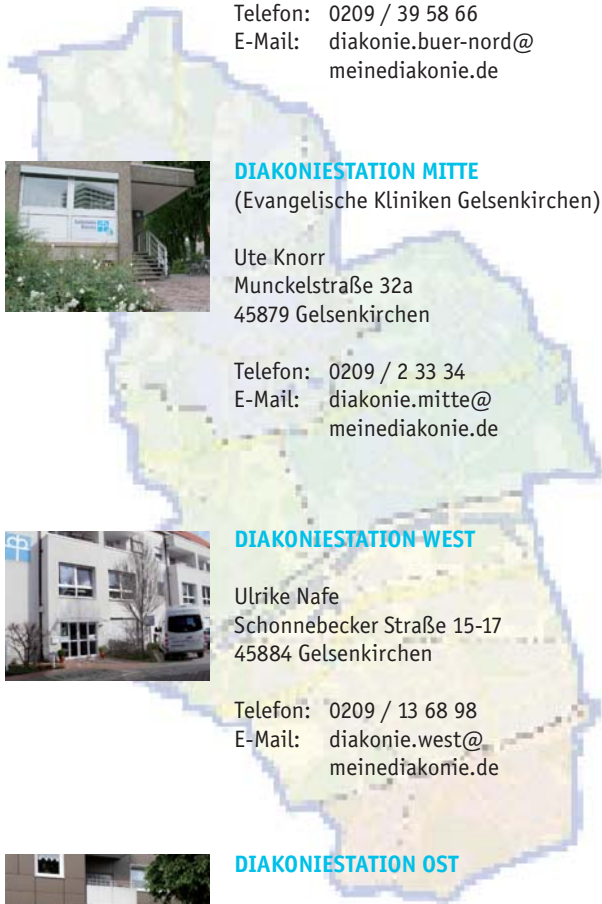 Telefon: 0209 / 39 58 66
E-Mail: diakonie.buer-nord@
meinediakonie.de
DIAKONIESTATION MITTE
(Evangelische Kliniken Gelsenkirchen)
Ute Knorr
Munckelstraße 32a
45879 Gelsenkirchen
Telefon: 0209 / 2 33 34
E-Mail: diakonie.mitte@
meinediakonie.de
DIAKONIESTATION WEST
Ulrike Nafe
Schonnebecker Straße 15-17
45884 Gelsenkirchen
Telefon: 0209 / 13 68 98
E-Mail: diakonie.west@
meinediakonie.de
DIAKONIESTATION OST